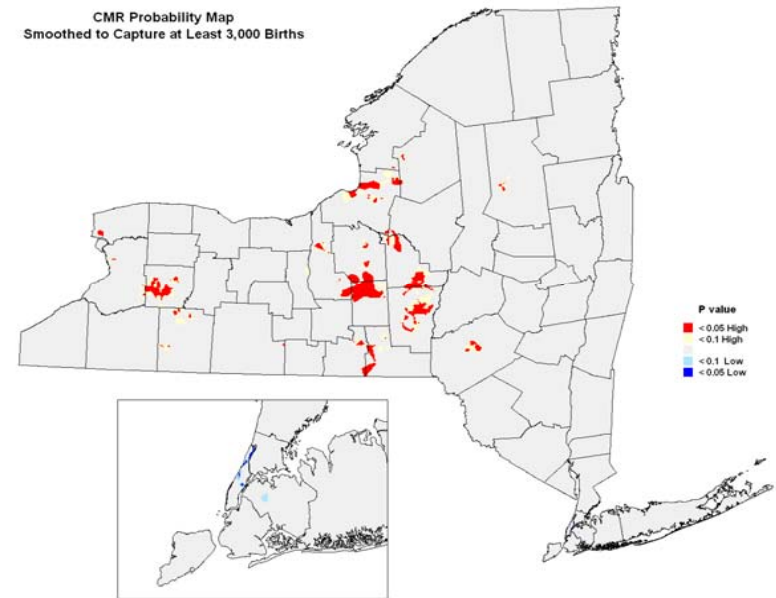 CMR Probability Map
Smoothed to Capture at Least 3,000 Births
P value
< 0.05 High
< 0.1 High
< 0.1 Low
< 0.05 Low